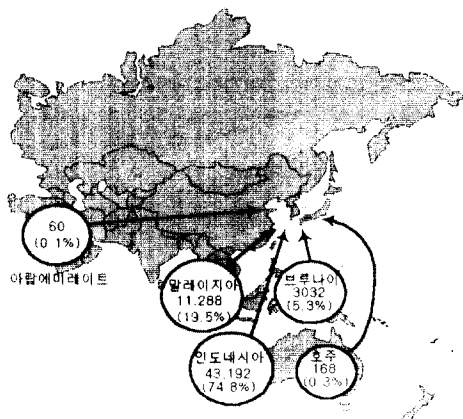 60
(0.1%)
아랍에미레이트
말레이지아
11.288
(19.5%)
브루나이
3032
(5.3%)
인도네시아
43.192
(74.8%)
호주
168
(0.3%)